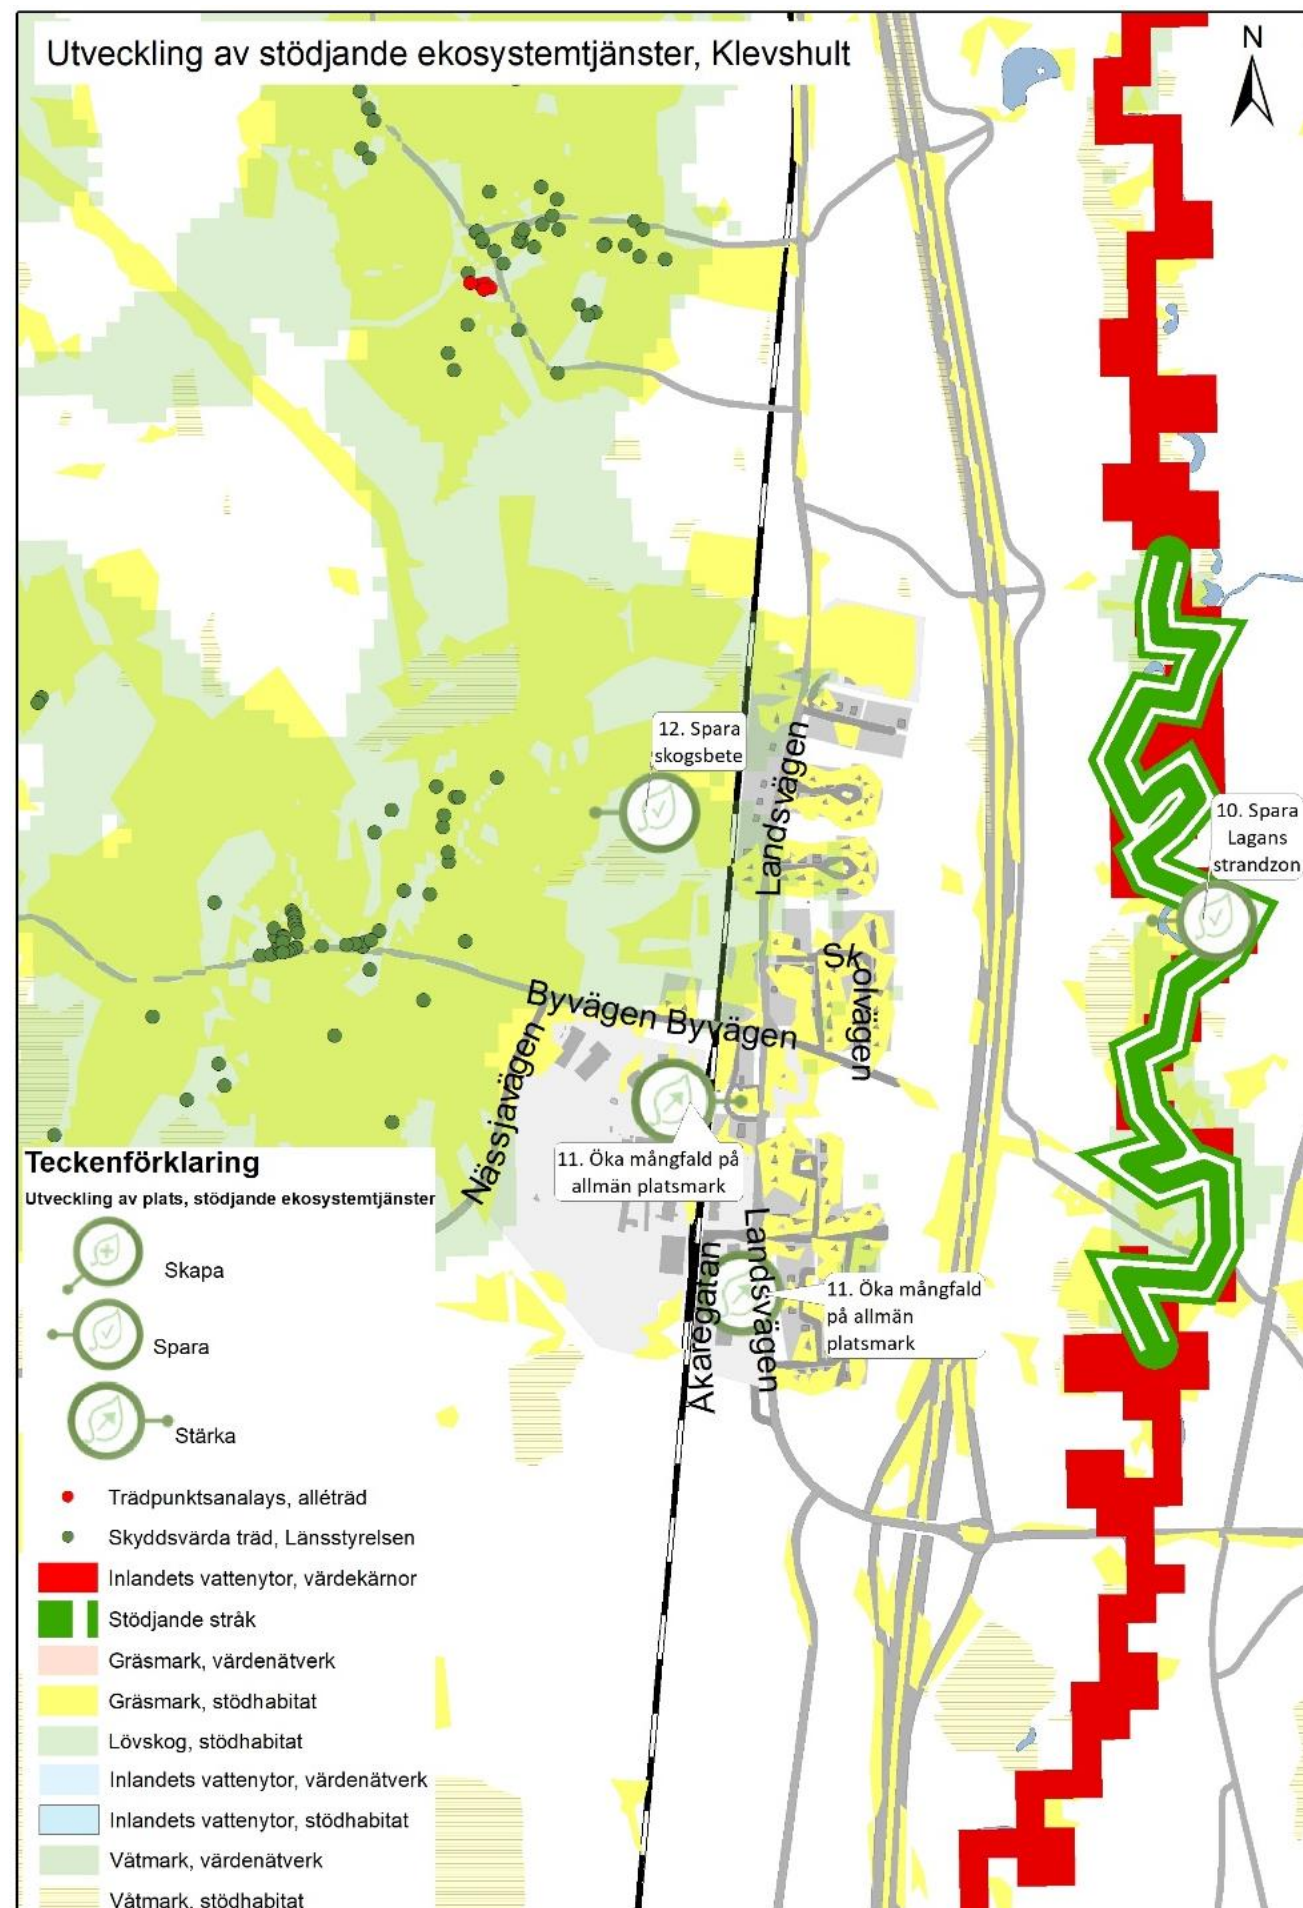 Utveckling av stödjande ekosystemtjänster, Klevshult
N
12. Spara
skogsbete
Landsvägen
10. Spara
Lagans
strandzon
Skolvägen
Byvägen Byvägen
Nässjavägen
11. Öka mångfald på
allmän platsmark
Åkaregatan
Landsvägen
11. Öka mångfald
på allmän
platsmark
Teckenförklaring
Utveckling av plats, stödjande ekosystemtjänster
Skapa
Spara
Stärka
Trädpunktsanalays, alléträd
Skyddsvärda träd, Länsstyrelsen
Inlandets vattenytor, värdekärnor
Stödjande stråk
Gräsmark, värdenätverk
Gräsmark, stödhabitat
Lövskog, stödhabitat
Inlandets vattenytor, värdenätverk
Inlandets vattenytor, stödhabitat
Våtmark, värdenätverk
Våtmark, stödhabitat